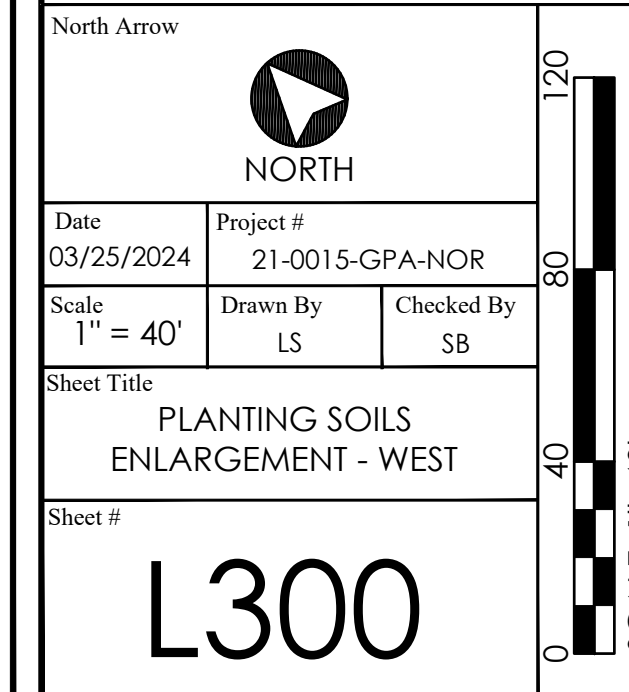 North Arrow
NORTH
Date
03/25/2024
Project #
21-0015-GPA-NOR
Scale
1" = 40'
Drawn By
LS
Checked By
SB
Sheet Title
PLANTING SOILS
ENLARGEMENT - WEST
Sheet #
L300
120
80
40
0